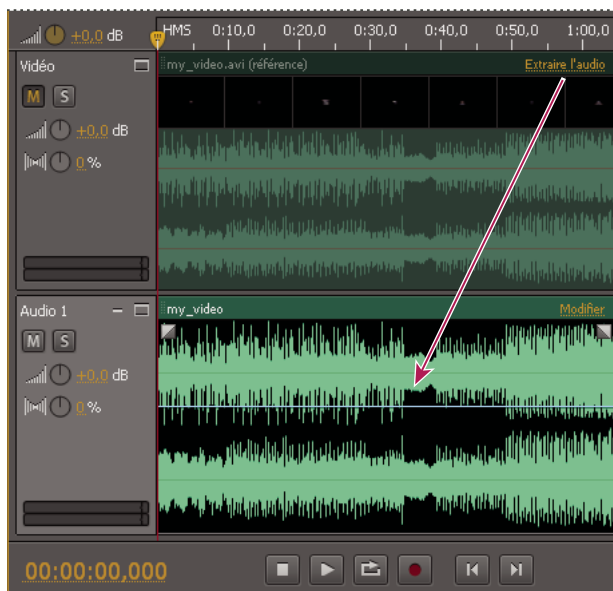 +0,0 dB
HMS 0:10,0 0:20,0 0:30,0 0:40,0 0:50,0 1:00,0
Vidéo
my_video.avi (référence) Extraire l'audio
M S
+0,0 dB
0 %
Audio 1
my_video Modifier
M S
+0,0 dB
0 %
00:00:00,000